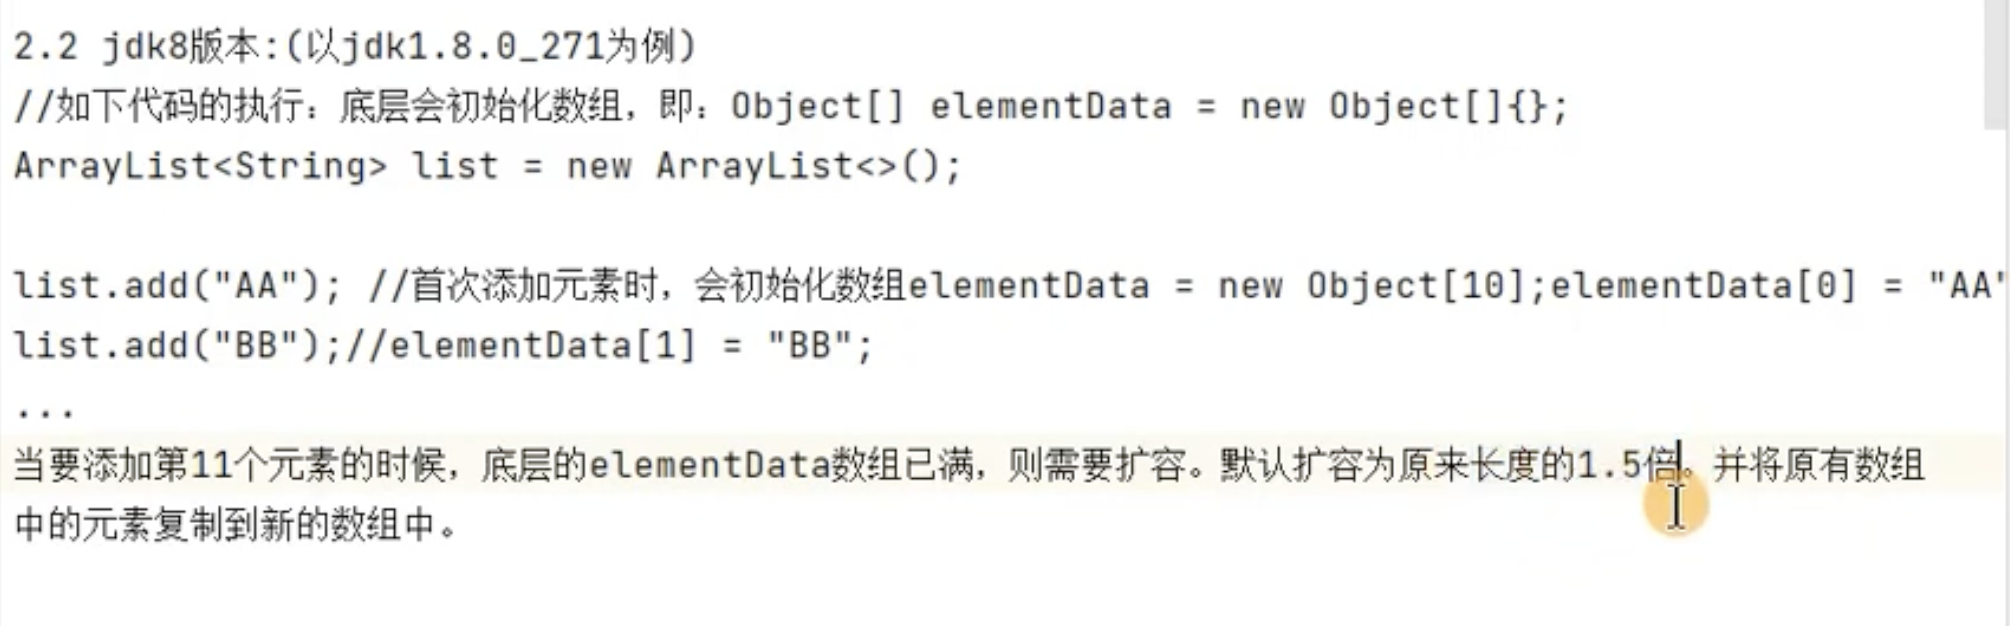 2.2 jdk8版本:(以jdk1.8.0_271为例)
//如下代码的执行：底层会初始化数组，即：Object[] elementData = new Object[]{};
ArrayList<String> list = new ArrayList<>();
list.add("AA"); //首次添加元素时，会初始化数组elementData = new Object[10];elementData[0] = "AA"
list.add("BB");//elementData[1] = "BB";
...
当要添加第11个元素的时候，底层的elementData数组已满，则需要扩容。默认扩容为原来长度的1.5倍。并将原有数组
中的元素复制到新的数组中。